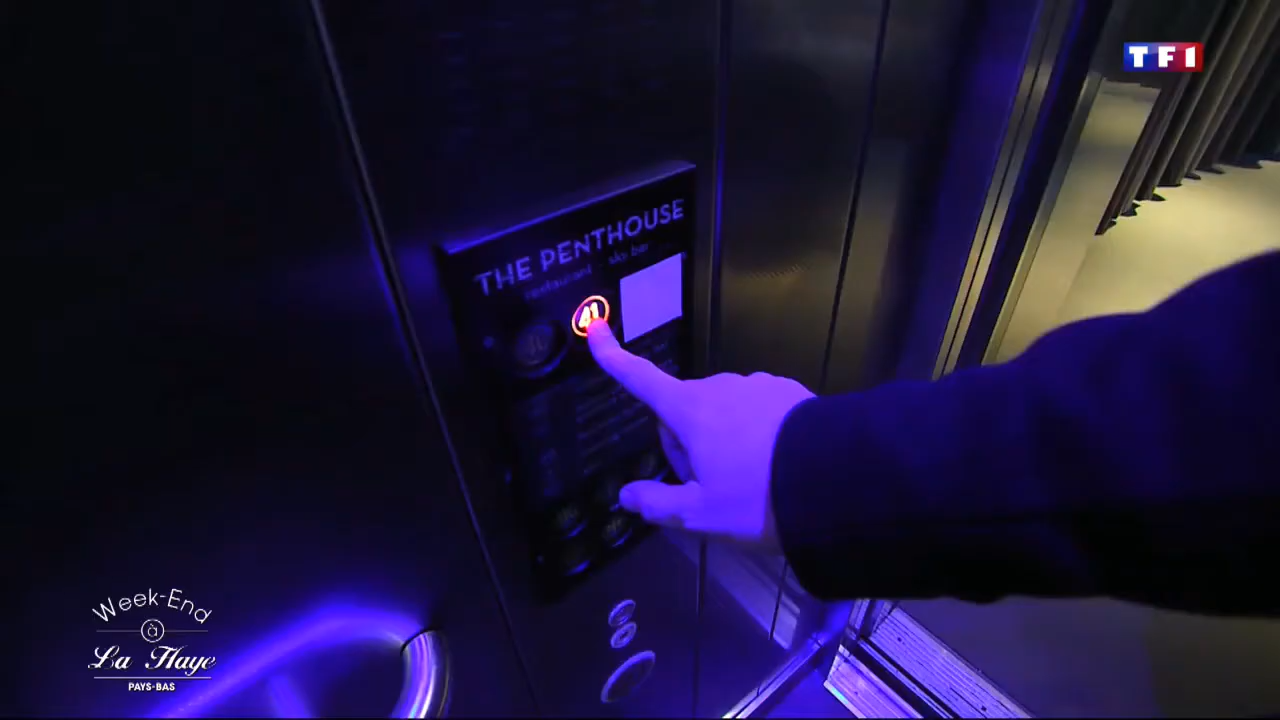 TF1
THE PENTHOUSE
restaurant sky bar
41
Week-End
à
La Haye
PAYS-BAS